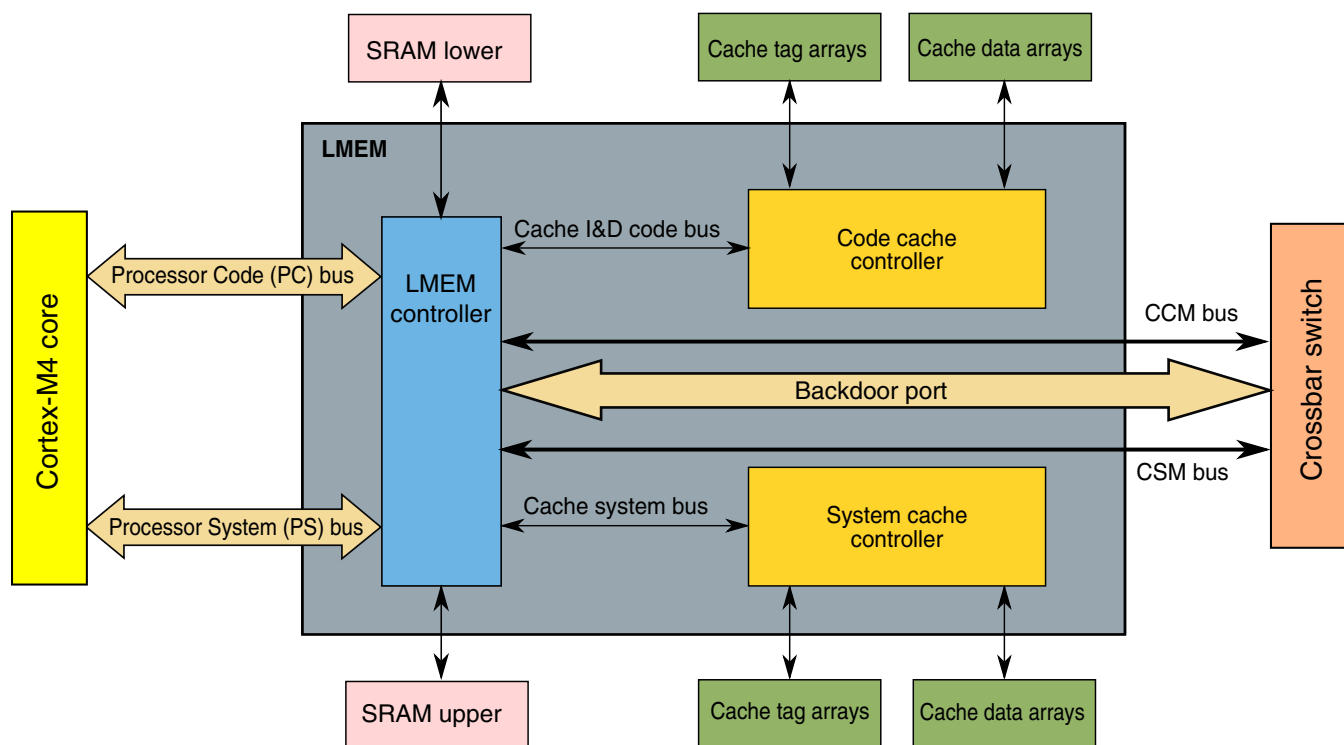 SRAM lower
Cache tag arrays
Cache data arrays
LMEM
Cortex-M4 core
Processor Code (PC) bus
Processor System (PS) bus
LMEM
controller
Cache I&D code bus
Code cache
controller
CCM bus
Backdoor port
CSM bus
Cache system bus
System cache
controller
Crossbar switch
SRAM upper
Cache tag arrays
Cache data arrays